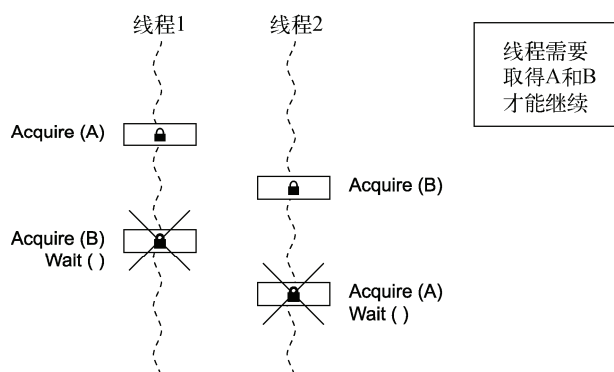 线程1
线程2
线程需要
取得A和B
才能继续
Acquire (A)
Acquire (B)
Acquire (B)
Wait ( )
Acquire (A)
Wait ( )